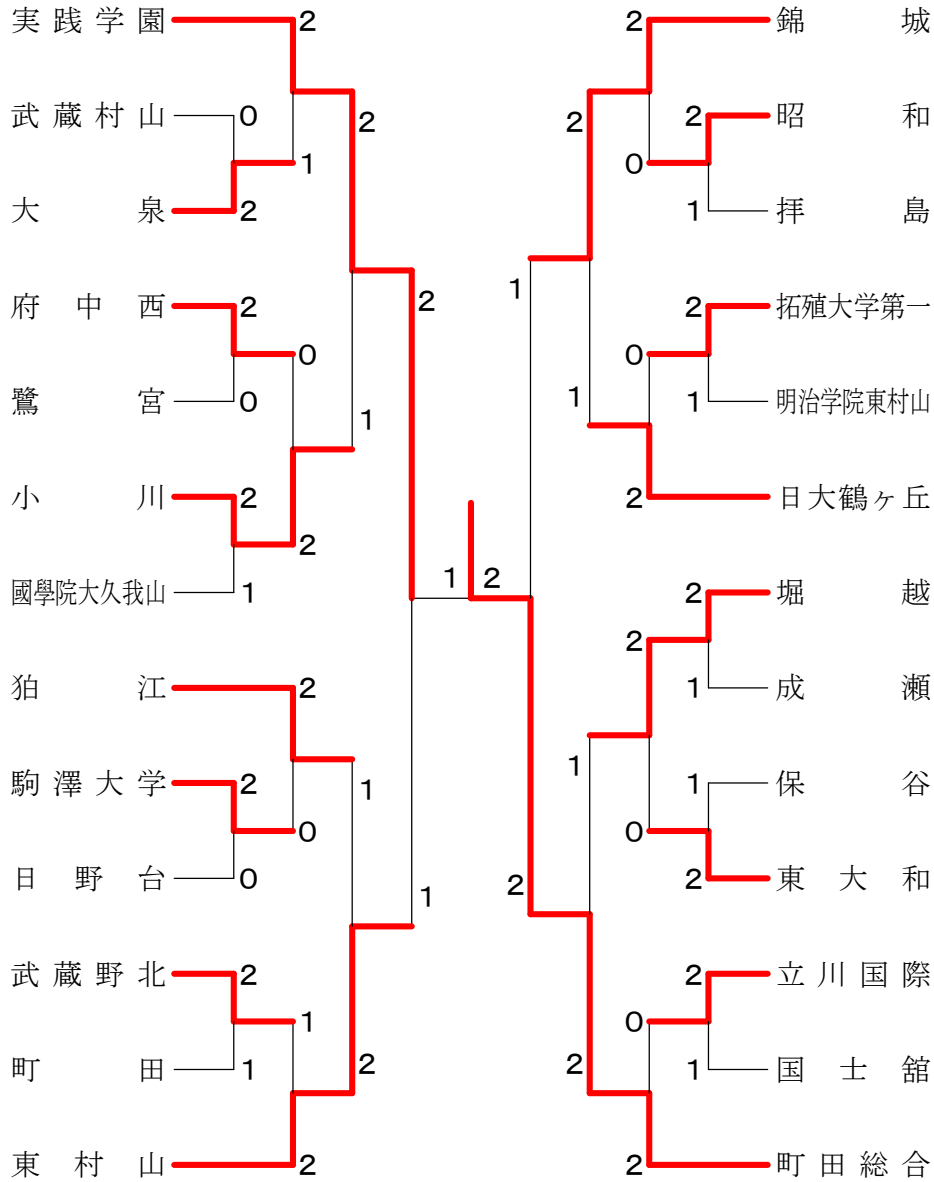 実践学園 2 2 錦城
武蔵村山 0 2 2 2 昭和
1 0
大泉 2 1 拝島
府中西 2 2 1 2 拓殖大学第一
0 0
鷺宮 0 1 1 1 明治学院東村山
小川 2 日大鶴ヶ丘
2 2
國學院大久我山 1 1 2 2 堀越
2
狛江 2 1 成瀬
駒澤大学 2 1 1 1 保谷
0 0
日野台 0 1 2 2 東大和
武蔵野北 2 2 立川国際
1 0
町田 1 2 2 1 国士舘
東村山 2 2 町田総合